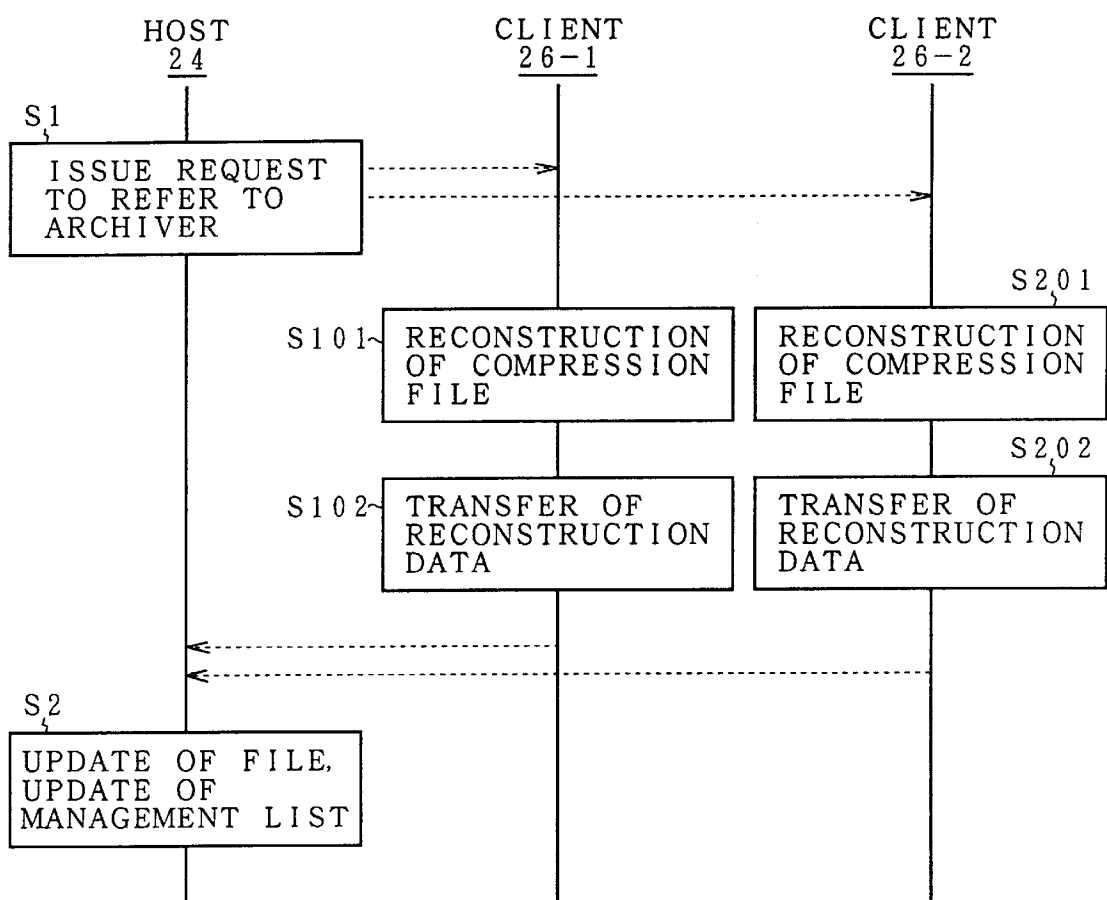 HOST
24
CLIENT
26-1
CLIENT
26-2
S1
ISSUE REQUEST
TO REFER TO
ARCHIVER
S101
RECONSTRUCTION
OF COMPRESSION
FILE
S201
RECONSTRUCTION
OF COMPRESSION
FILE
S102
TRANSFER OF
RECONSTRUCTION
DATA
S202
TRANSFER OF
RECONSTRUCTION
DATA
S2
UPDATE OF FILE,
UPDATE OF
MANAGEMENT LIST